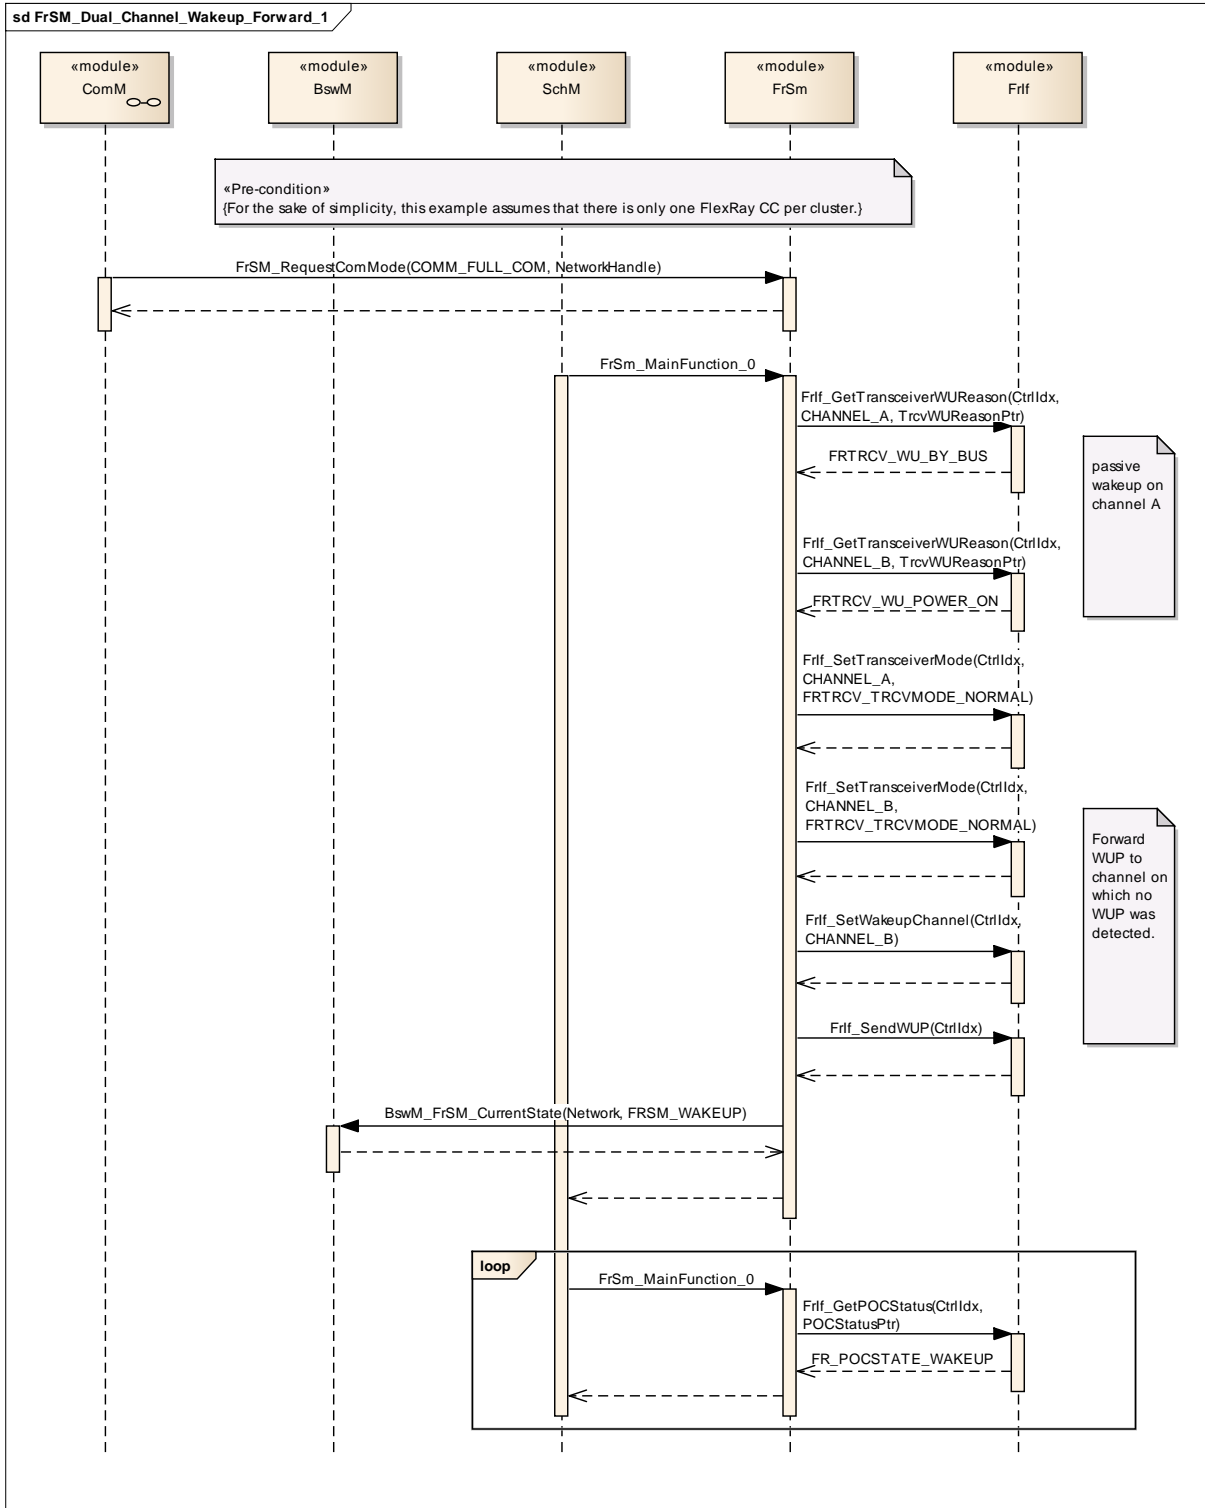 sd FrSM_Dual_Channel_Wakeup_Forward_1
«module»
ComM
«module»
BswM
«module»
SchM
«module»
FrSm
«module»
FrIf
«Pre-condition»
{For the sake of simplicity, this example assumes that there is only one FlexRay CC per cluster.}
FrSM_RequestComMode(COMM_FULL_COM, NetworkHandle)
FrSm_MainFunction_0
FrIf_GetTransceiverWUReason(CtrlIdx,
CHANNEL_A, TrcvWUReasonPtr)
FRTRCV_WU_BY_BUS
passive
wakeup on
channel A
FrIf_GetTransceiverWUReason(CtrlIdx,
CHANNEL_B, TrcvWUReasonPtr)
FRTRCV_WU_POWER_ON
FrIf_SetTransceiverMode(CtrlIdx,
CHANNEL_A,
FRTRCV_TRCVMODE_NORMAL)
FrIf_SetTransceiverMode(CtrlIdx,
CHANNEL_B,
FRTRCV_TRCVMODE_NORMAL)
Forward
WUP to
channel on
which no
WUP was
detected.
FrIf_SetWakeupChannel(CtrlIdx,
CHANNEL_B)
FrIf_SendWUP(CtrlIdx)
BswM_FrSM_CurrentState(Network, FRSM_WAKEUP)
loop
FrSm_MainFunction_0
FrIf_GetPOCStatus(CtrlIdx,
POCStatusPtr)
FR_POCSTATE_WAKEUP